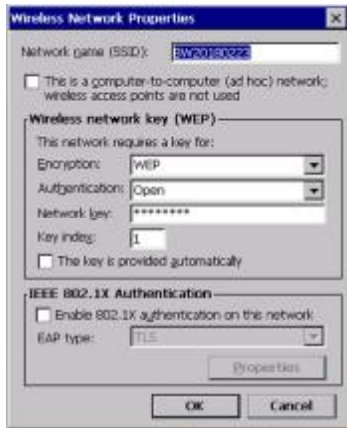 Wireless Network Properties
Network name (SSID): BW20180223
This is a computer-to-computer (ad hoc) network;
wireless access points are not used
Wireless network key (WEP)
This network requires a key for:
Encryption: WEP
Authentication: Open
Network key: ********
Key index: 1
The key is provided automatically
IEEE 802.1X Authentication
Enable 802.1X authentication on this network
EAP type: TLS
Properties
OK Cancel